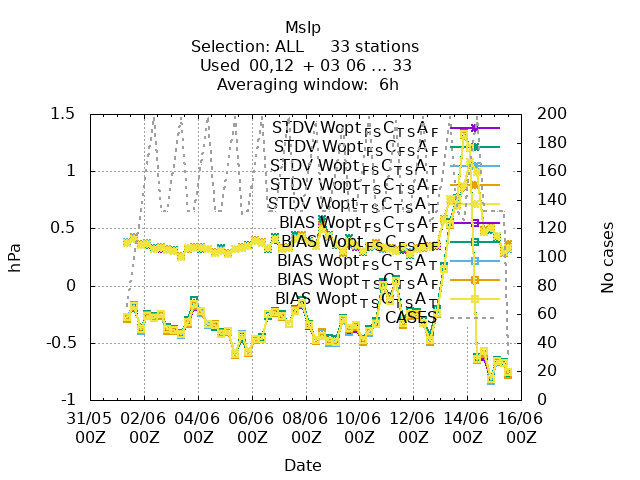 Mslp
Selection: ALL 33 stations
Used 00,12 + 03 06 ... 33
Averaging window: 6h
1.5 200
STDV Wopt FS C TS A F
180
STDV Wopt FS C FS A F
1 STDV Wopt FS C TS A T 160
STDV Wopt TS C TS A F
140
STDV Wopt TS C FS A T
0.5 BIAS Wopt FS C TS A F 120
BIAS Wopt FS C FS A F
100
BIAS Wopt FS C TS A T
0 BIAS Wopt TS C TS A F 80
BIAS Wopt TS C FS A T
60
CASES
-0.5 40
20
-1 0
hPa
No cases
31/05 02/06 04/06 06/06 08/06 10/06 12/06 14/06 16/06
00Z 00Z 00Z 00Z 00Z 00Z 00Z 00Z 00Z
Date